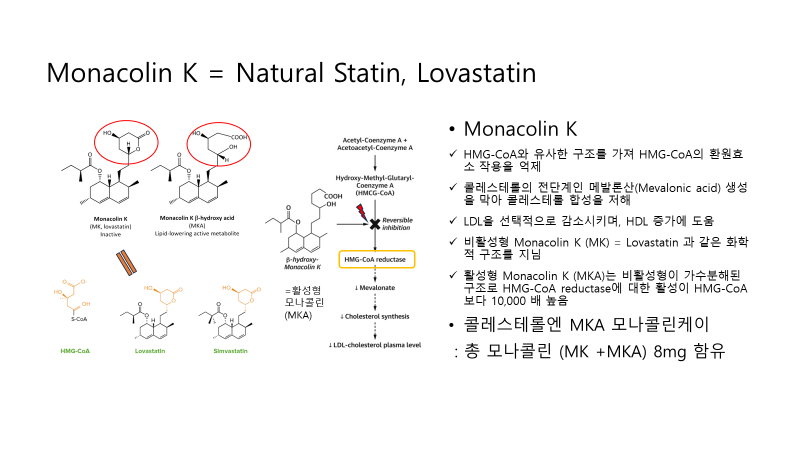 Monacolin K = Natural Statin, Lovastatin
HO
O
O
H
O
O
H
Monacolin K
(MK, lovastatin)
Inactive
HO
COOH
OH
H
O
O
H
Monacolin K β-hydroxy acid
(MKA)
Lipid-lowering active metabolite
O
O-
HO
OH
O
S-CoA
HMG-CoA
HO
O
O
O
O
H
Lovastatin
HO
O
O
O
O
H
Simvastatin
Acetyl-Coenzyme A +
Acetoacetyl-Coenzyme A
Hydroxy-Methyl-Glutaryl-
Coenzyme A
(HMCG-CoA)
COOH
OH
O
O
H
β-hydroxy-
Monacolin K
Reversible
inhibition
HMG-CoA reductase
=활성형
모나콜린
(MKA)
↓ Mevalonate
↓ Cholesterol synthesis
↓ LDL-cholesterol plasma level
• Monacolin K
✓ HMG-CoA와 유사한 구조를 가져 HMG-CoA의 환원효
소 작용을 억제
✓ 콜레스테롤의 전단계인 메발론산(Mevalonic acid) 생성
을 막아 콜레스테롤 합성을 저해
✓ LDL을 선택적으로 감소시키며, HDL 증가에 도움
✓ 비활성형 Monacolin K (MK) = Lovastatin 과 같은 화학
적 구조를 지님
✓ 활성형 Monacolin K (MKA)는 비활성형이 가수분해된
구조로 HMG-CoA reductase에 대한 활성이 HMG-CoA
보다 10,000 배 높음
• 콜레스테롤엔 MKA 모나콜린케이
: 총 모나콜린 (MK +MKA) 8mg 함유